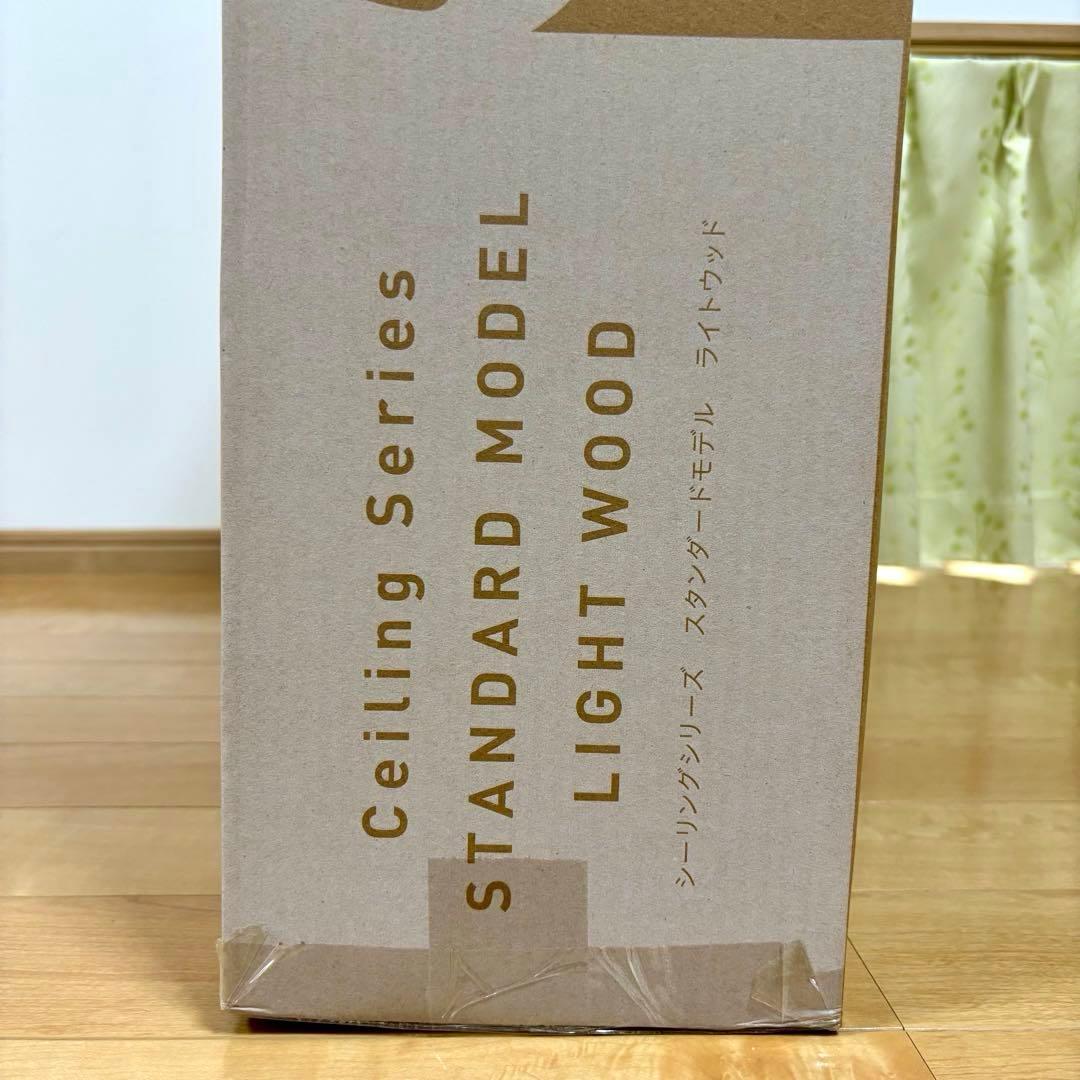 Ceiling Series
STANDARD MODEL
LIGHT WOOD
シーリングシリーズ　スタンダードモデル　ライトウッド